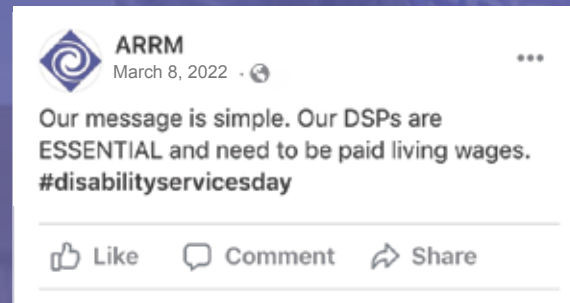 ARRM
March 8, 2022 ·
Our message is simple. Our DSPs are
ESSENTIAL and need to be paid living wages.
#disabilityservicesday
Like Comment Share